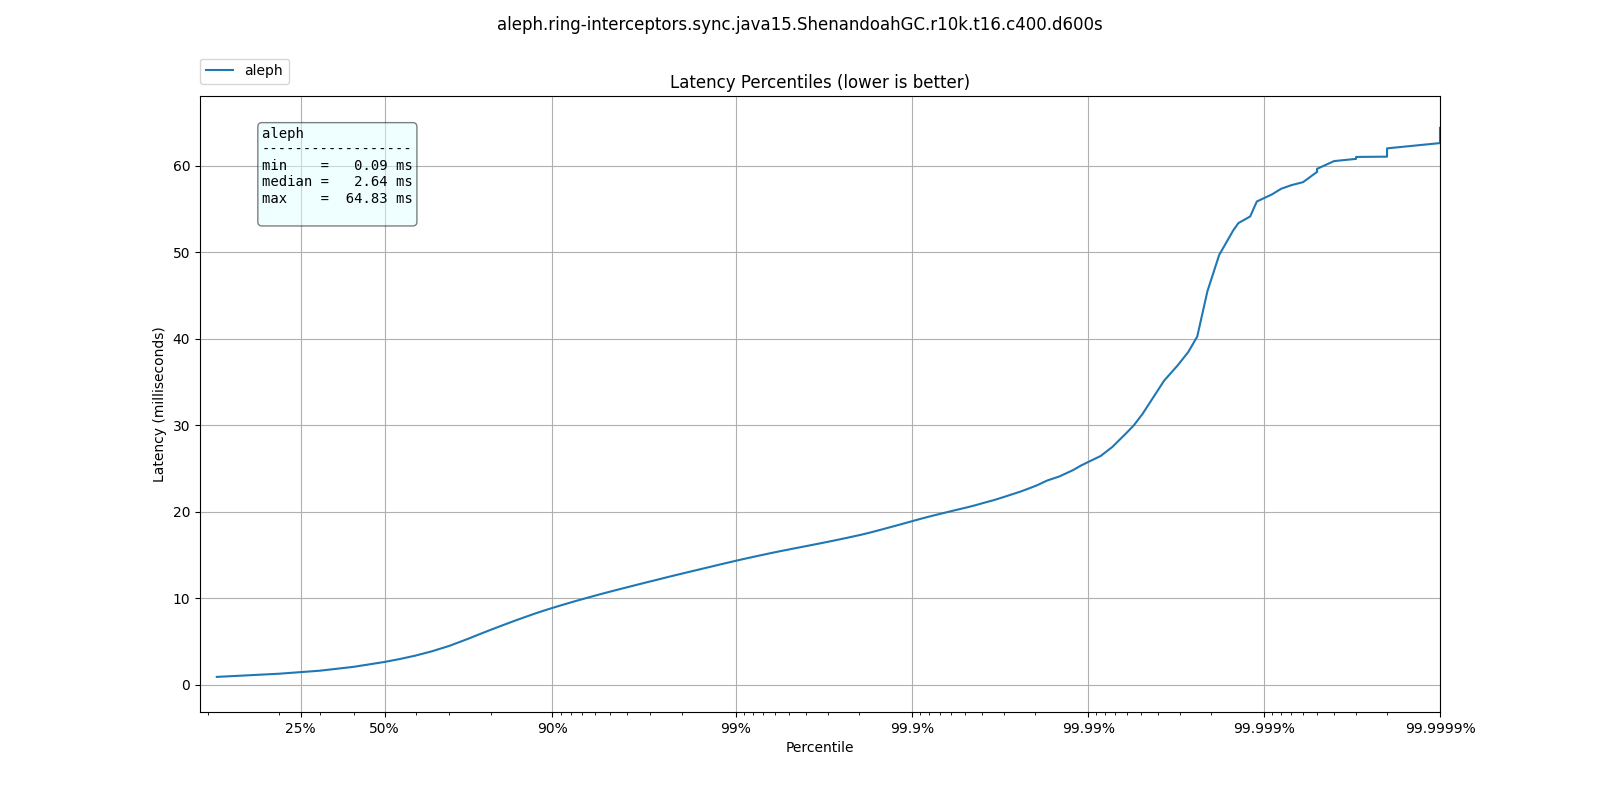 aleph.ring-interceptors.sync.java15.ShenandoahGC.r10k.t16.c400.d600s
aleph
Latency Percentiles (lower is better)
aleph
------------------
min    =   0.09 ms
median =   2.64 ms
max    =  64.83 ms
60
50
40
30
20
10
0
Latency (milliseconds)
25% 50% 90% 99% 99.9% 99.99% 99.999% 99.9999%
Percentile